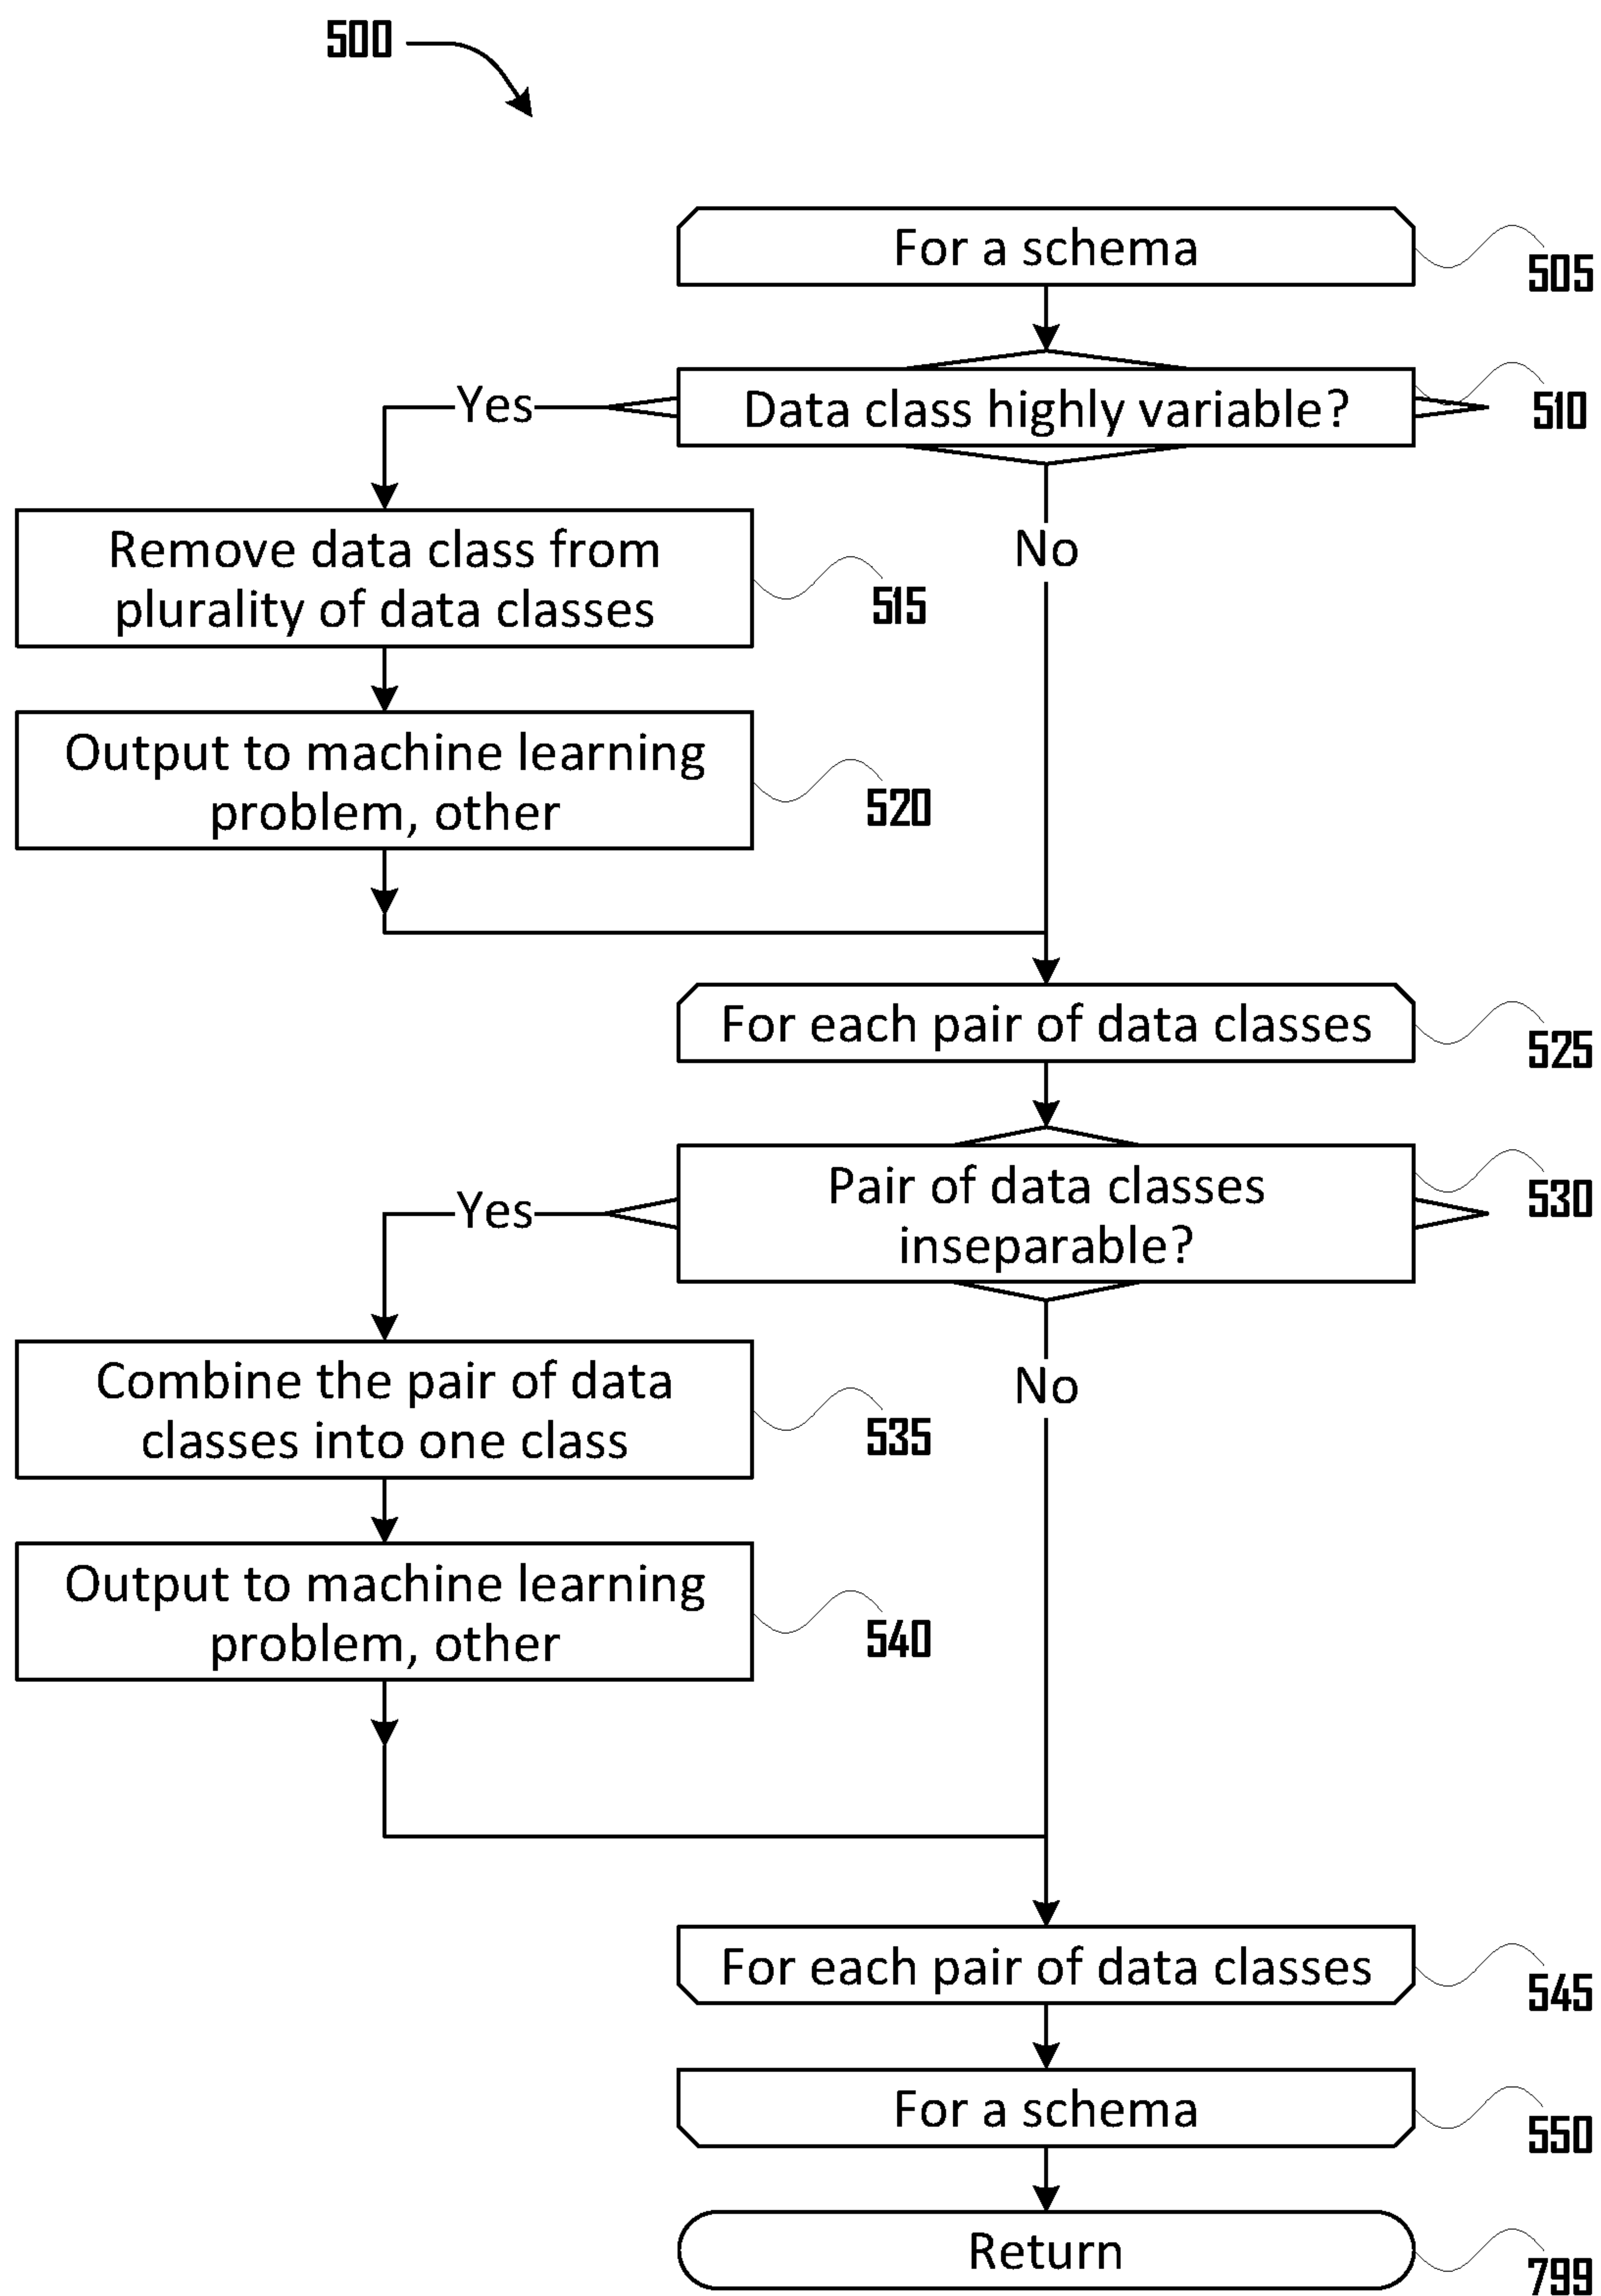 500
For a schema
505
Data class highly variable?
510
Yes
No
Remove data class from
plurality of data classes
515
Output to machine learning
problem, other
520
For each pair of data classes
525
Pair of data classes
inseparable?
530
Yes
No
Combine the pair of data
classes into one class
535
Output to machine learning
problem, other
540
For each pair of data classes
545
For a schema
550
Return
799